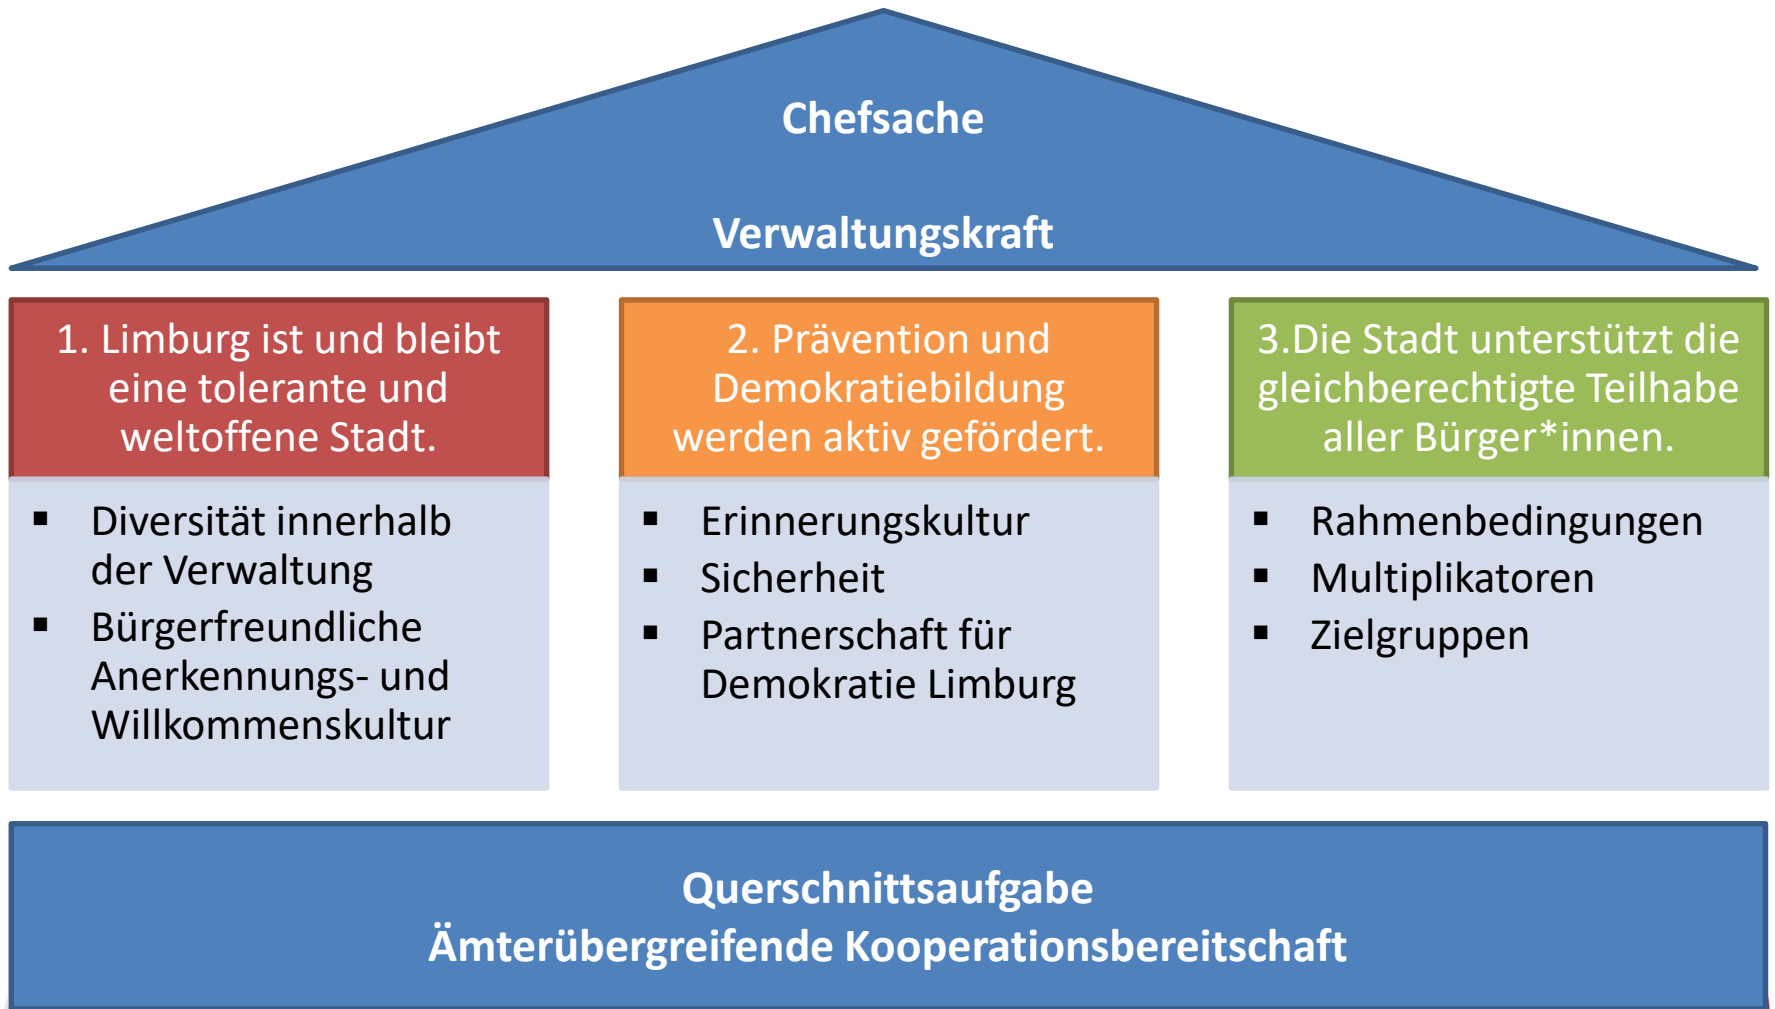 Chefsache
Verwaltungskraft
1. Limburg ist und bleibt
eine tolerante und
weltoffene Stadt.
▪ Diversität innerhalb
der Verwaltung
▪ Bürgerfreundliche
Anerkennungs- und
Willkommenskultur
2. Prävention und
Demokratiebildung
werden aktiv gefördert.
▪ Erinnerungskultur
▪ Sicherheit
▪ Partnerschaft für
Demokratie Limburg
3.Die Stadt unterstützt die
gleichberechtigte Teilhabe
aller Bürger*innen.
▪ Rahmenbedingungen
▪ Multiplikatoren
▪ Zielgruppen
Querschnittsaufgabe
Ämterübergreifende Kooperationsbereitschaft